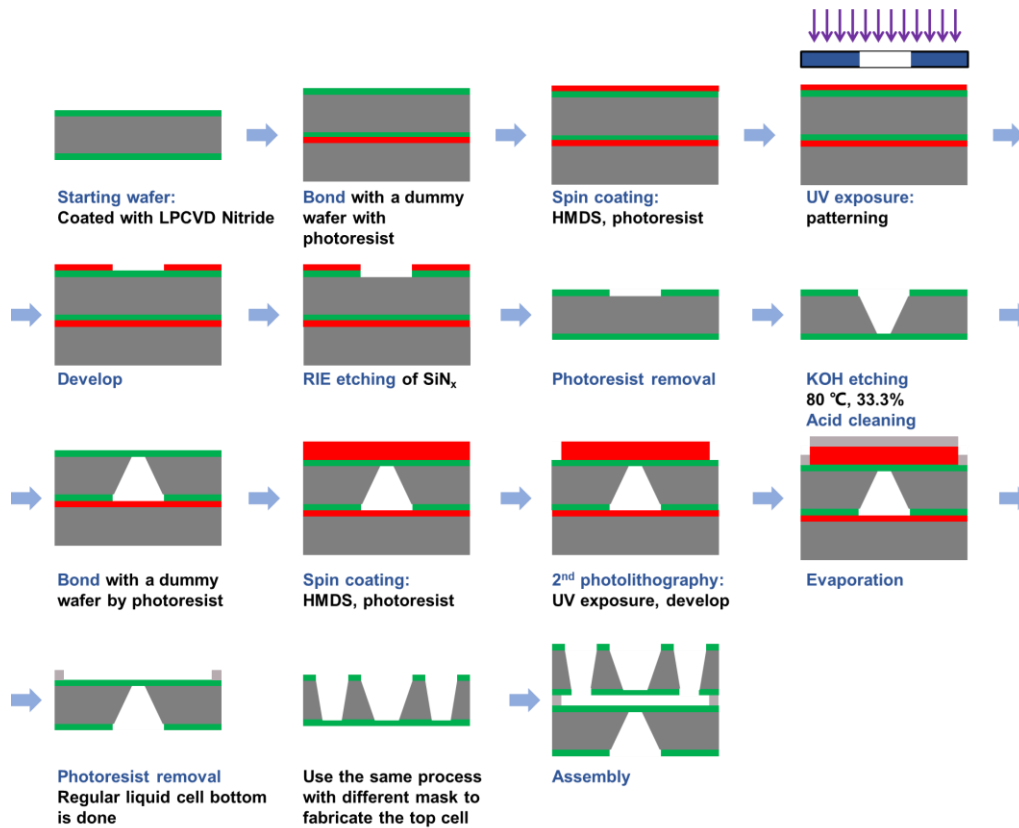 Starting wafer:
Coated with LPCVD Nitride
Bond with a dummy
wafer with
photoresist
Spin coating:
HMDS, photoresist
UV exposure:
patterning
Develop
RIE etching of SiNₓ
Photoresist removal
KOH etching
80 ℃, 33.3%
Acid cleaning
Bond with a dummy
wafer by photoresist
Spin coating:
HMDS, photoresist
2ⁿᵈ photolithography:
UV exposure, develop
Evaporation
Photoresist removal
Regular liquid cell bottom
is done
Use the same process
with different mask to
fabricate the top cell
Assembly